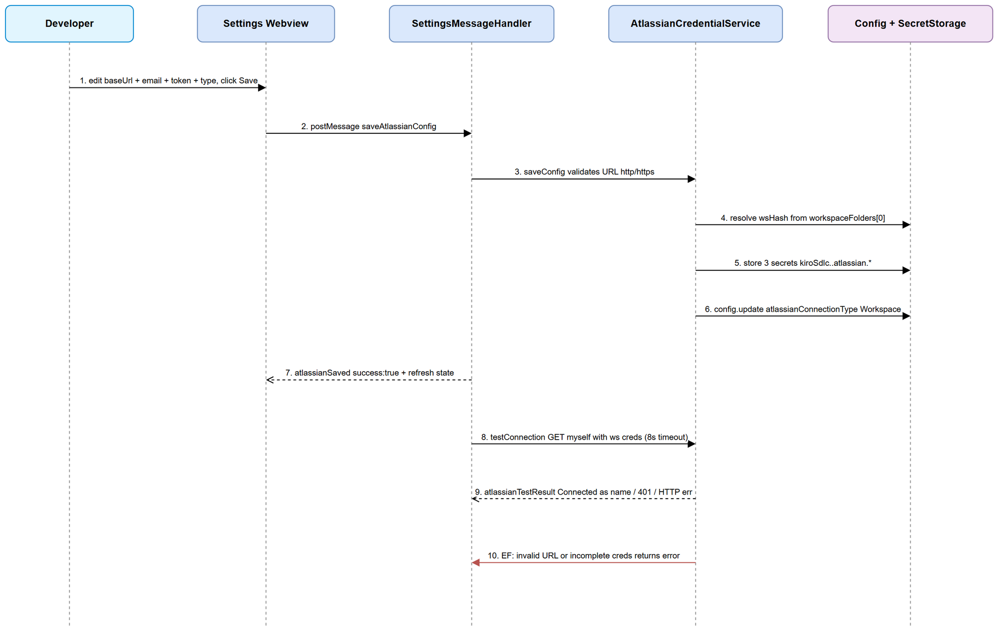 Developer
Settings Webview
SettingsMessageHandler
AtlassianCredentialService
Config + SecretStorage
1. edit baseUrl + email + token + type, click Save
2. postMessage saveAtlassianConfig
3. saveConfig validates URL http/https
4. resolve wsHash from workspaceFolders[0]
5. store 3 secrets kiroSdlc..atlassian.*
6. config.update atlassianConnectionType Workspace
7. atlassianSaved success:true + refresh state
8. testConnection GET myself with ws creds (8s timeout)
9. atlassianTestResult Connected as name / 401 / HTTP err
10. EF: invalid URL or incomplete creds returns error